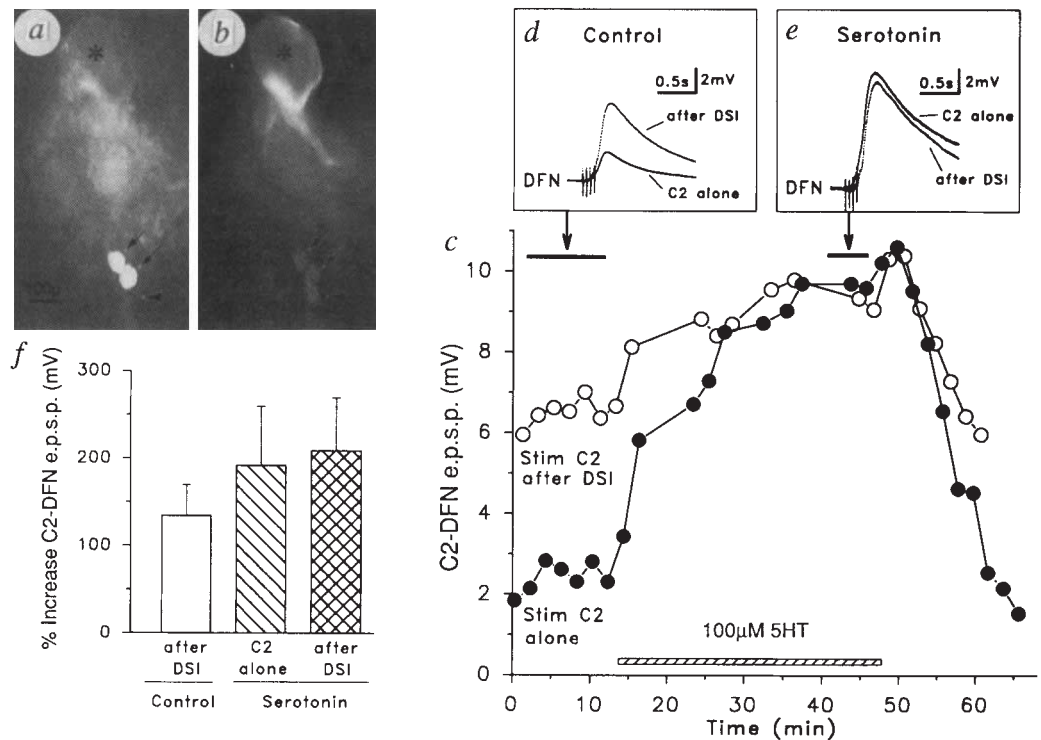 a
b
d Control
0.5s 2mV
after DSI
DFN
C2 alone
e Serotonin
0.5s 2mV
C2 alone
DFN
after DSI
c
C2-DFN e.p.s.p. (mV)
10
8
6
4
2
0
Stim C2
after DSI
Stim C2
alone
100μM 5HT
0 10 20 30 40 50 60
Time (min)
f
% Increase C2-DFN e.p.s.p. (mV)
300
200
100
0
after DSI
C2 alone
after DSI
Control
Serotonin